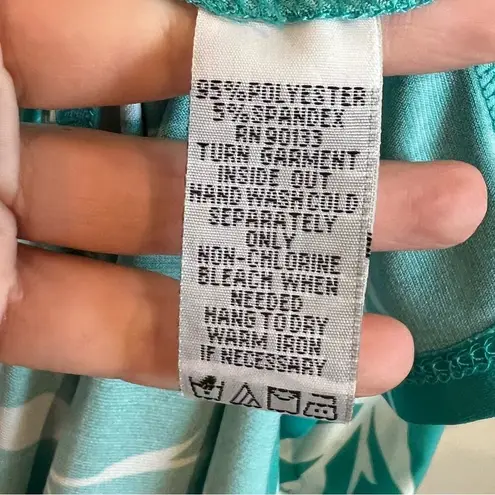 95% POLYESTER
5% SPANDEX
RN 90133
TURN GARMENT
INSIDE OUT
HAND WASH COLD
SEPARATELY
ONLY
NON-CHLORINE
BLEACH WHEN
NEEDED
HANG TO DRY
WARM IRON
IF NECESSARY